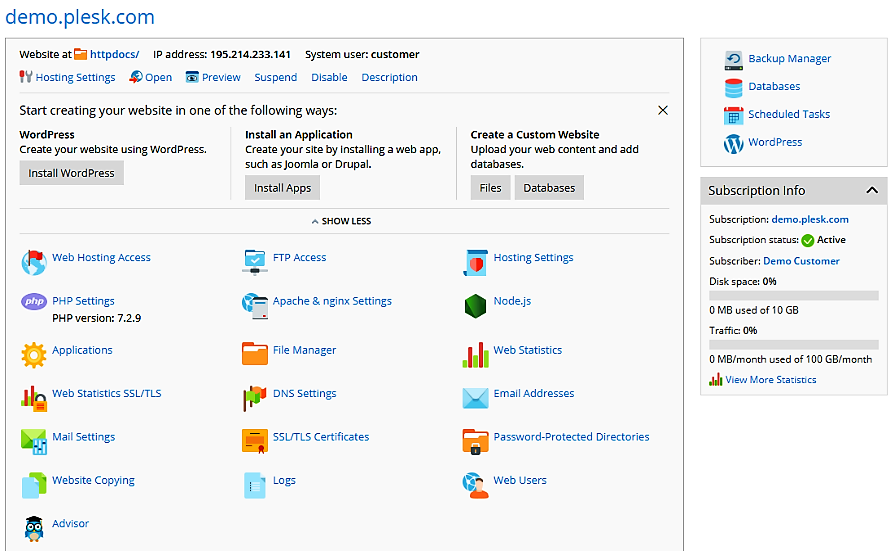 demo.plesk.com
Website at httpdocs/ IP address: 195.214.233.141 System user: customer
Hosting Settings Open Preview Suspend Disable Description
Start creating your website in one of the following ways:
WordPress
Create your website using WordPress.
Install WordPress
Install an Application
Create your site by installing a web app,
such as Joomla or Drupal.
Install Apps
Create a Custom Website
Upload your web content and add
databases.
Files Databases
SHOW LESS
Web Hosting Access FTP Access Hosting Settings
php PHP Settings Apache & nginx Settings Node.js
PHP version: 7.2.9
Applications File Manager Web Statistics
Web Statistics SSL/TLS DNS Settings Email Addresses
Mail Settings SSL/TLS Certificates Password-Protected Directories
Website Copying Logs Web Users
Advisor
Backup Manager
Databases
Scheduled Tasks
WordPress
Subscription Info
Subscription: demo.plesk.com
Subscription status: Active
Subscriber: Demo Customer
Disk space: 0%
0 MB used of 10 GB
Traffic: 0%
0 MB/month used of 100 GB/month
View More Statistics